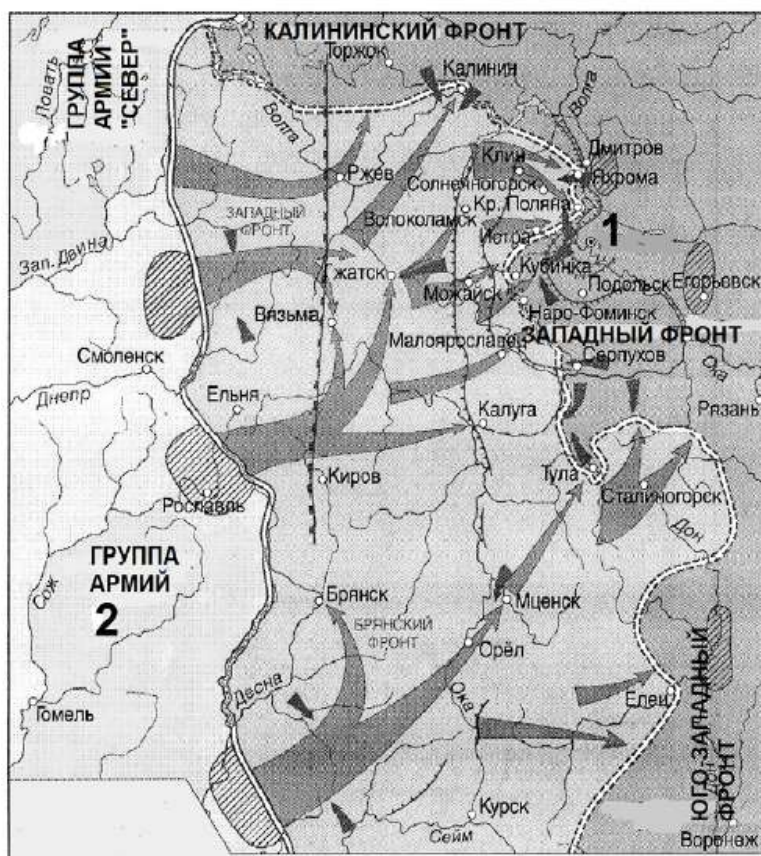 КАЛИНИНСКИЙ ФРОНТ
Торжок
ГРУППА
АРМИЙ
"СЕВЕР"
Ловать
Калинин
Волга
Волга
Ржев
Клин
Дмитров
Яхрома
Солнечногорск
Кр. Поляна
Волоколамск
ЗАПАДНЫЙ
ФРОНТ
Истра
1
Зап. Двина
Гжатск
Кубинка
Можайск
Подольск
Егорьевск
Наро-Фоминск
Вязьма
ЗАПАДНЫЙ ФРОНТ
Малоярославец
Серпухов
Смоленск
Ока
Днепр
Ельня
Калуга
Рязань
Киров
Тула
Рославль
Сталиногорск
Дон
ГРУППА
АРМИЙ
2
Сож
Брянск
Мценск
БРЯНСКИЙ
ФРОНТ
Орёл
Десна
Ока
Елец
Гомель
ЮГО-ЗАПАДНЫЙ
ФРОНТ
Дон
Курск
Сейм
Воронеж